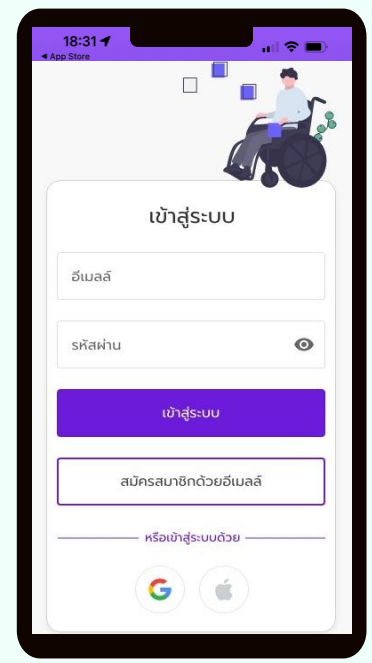 18:31
◄ App Store
เข้าสู่ระบบ
อีเมลล์
รหัสผ่าน
เข้าสู่ระบบ
สมัครสมาชิกด้วยอีเมลล์
หรือเข้าสู่ระบบด้วย